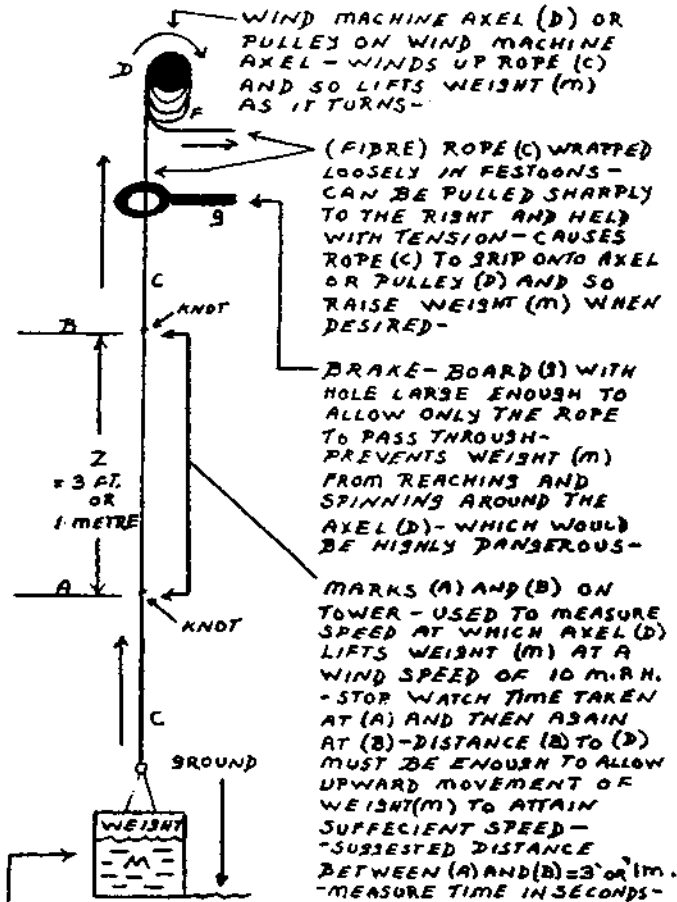 WIND MACHINE AXEL (D) OR
PULLEY ON WIND MACHINE
AXEL - WINDS UP ROPE (C)
AND SO LIFTS WEIGHT (M)
AS IT TURNS -
D
F
(FIBRE) ROPE (C) WRAPPED
LOOSELY IN FESTOONS -
CAN BE PULLED SHARPLY
TO THE RIGHT AND HELD
WITH TENSION - CAUSES
ROPE (C) TO GRIP ONTO AXEL
OR PULLEY (D) AND SO
RAISE WEIGHT (M) WHEN
DESIRED -
g
C
KNOT
B
BRAKE - BOARD (g) WITH
HOLE LARGE ENOUGH TO
ALLOW ONLY THE ROPE
TO PASS THROUGH -
PREVENTS WEIGHT (M)
FROM REACHING AND
SPINNING AROUND THE
AXEL (D) - WHICH WOULD
BE HIGHLY DANGEROUS -
Z
= 3 FT.
OR
1 METRE
A
KNOT
MARKS (A) AND (B) ON
TOWER - USED TO MEASURE
SPEED AT WHICH AXEL (D)
LIFTS WEIGHT (M) AT A
WIND SPEED OF 10 M.P.H.
- STOP WATCH TIME TAKEN
AT (A) AND THEN AGAIN
AT (B) - DISTANCE (B) TO (D)
MUST BE ENOUGH TO ALLOW
UPWARD MOVEMENT OF
WEIGHT (M) TO ATTAIN
SUFFECIENT SPEED -
- SUGGESTED DISTANCE
BETWEEN (A) AND (B) = 3' OR 1M.
- MEASURE TIME IN SECONDS -
C
GROUND
WEIGHT
M